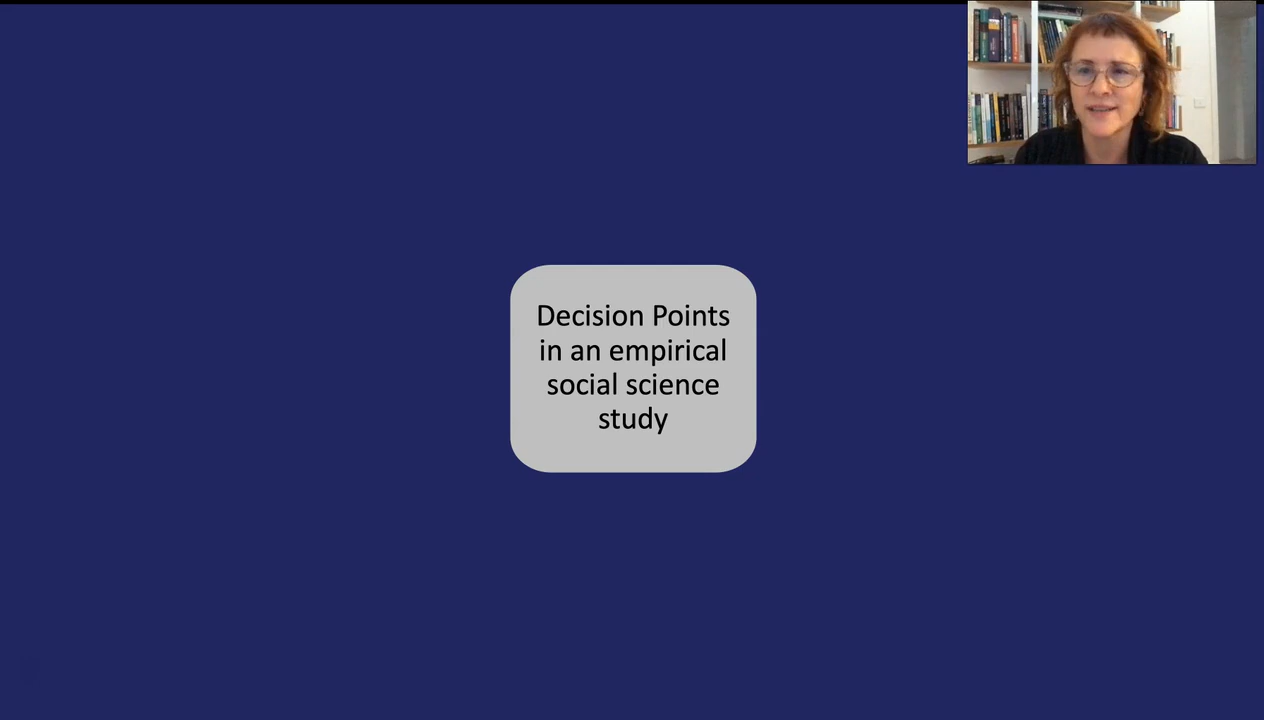 Decision Points
in an empirical
social science
study